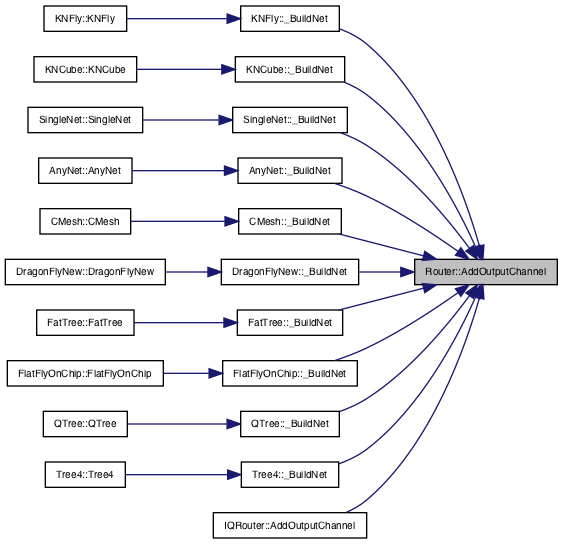 KNFly::KNFly
KNFly::_BuildNet
KNCube::KNCube
KNCube::_BuildNet
SingleNet::SingleNet
SingleNet::_BuildNet
AnyNet::AnyNet
AnyNet::_BuildNet
CMesh::CMesh
CMesh::_BuildNet
DragonFlyNew::DragonFlyNew
DragonFlyNew::_BuildNet
Router::AddOutputChannel
FatTree::FatTree
FatTree::_BuildNet
FlatFlyOnChip::FlatFlyOnChip
FlatFlyOnChip::_BuildNet
QTree::QTree
QTree::_BuildNet
Tree4::Tree4
Tree4::_BuildNet
IQRouter::AddOutputChannel